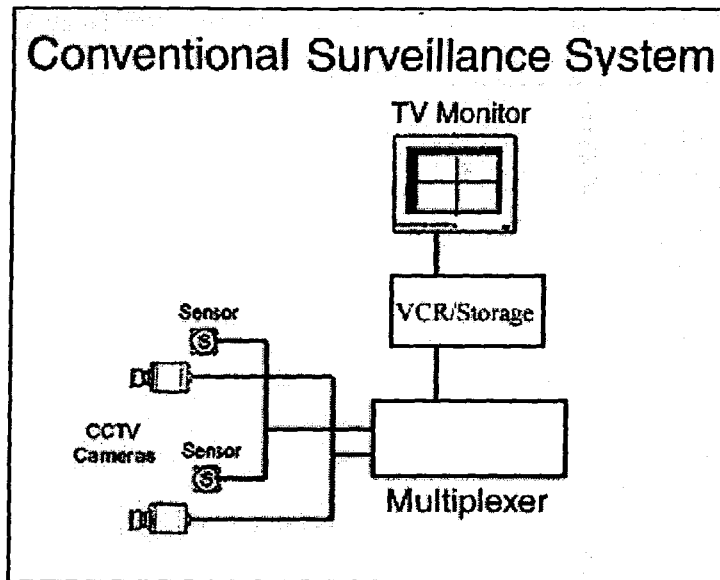 Conventional Surveillance System
TV Monitor
VCR/Storage
Sensor
S
CCTV
Cameras
Sensor
S
Multiplexer